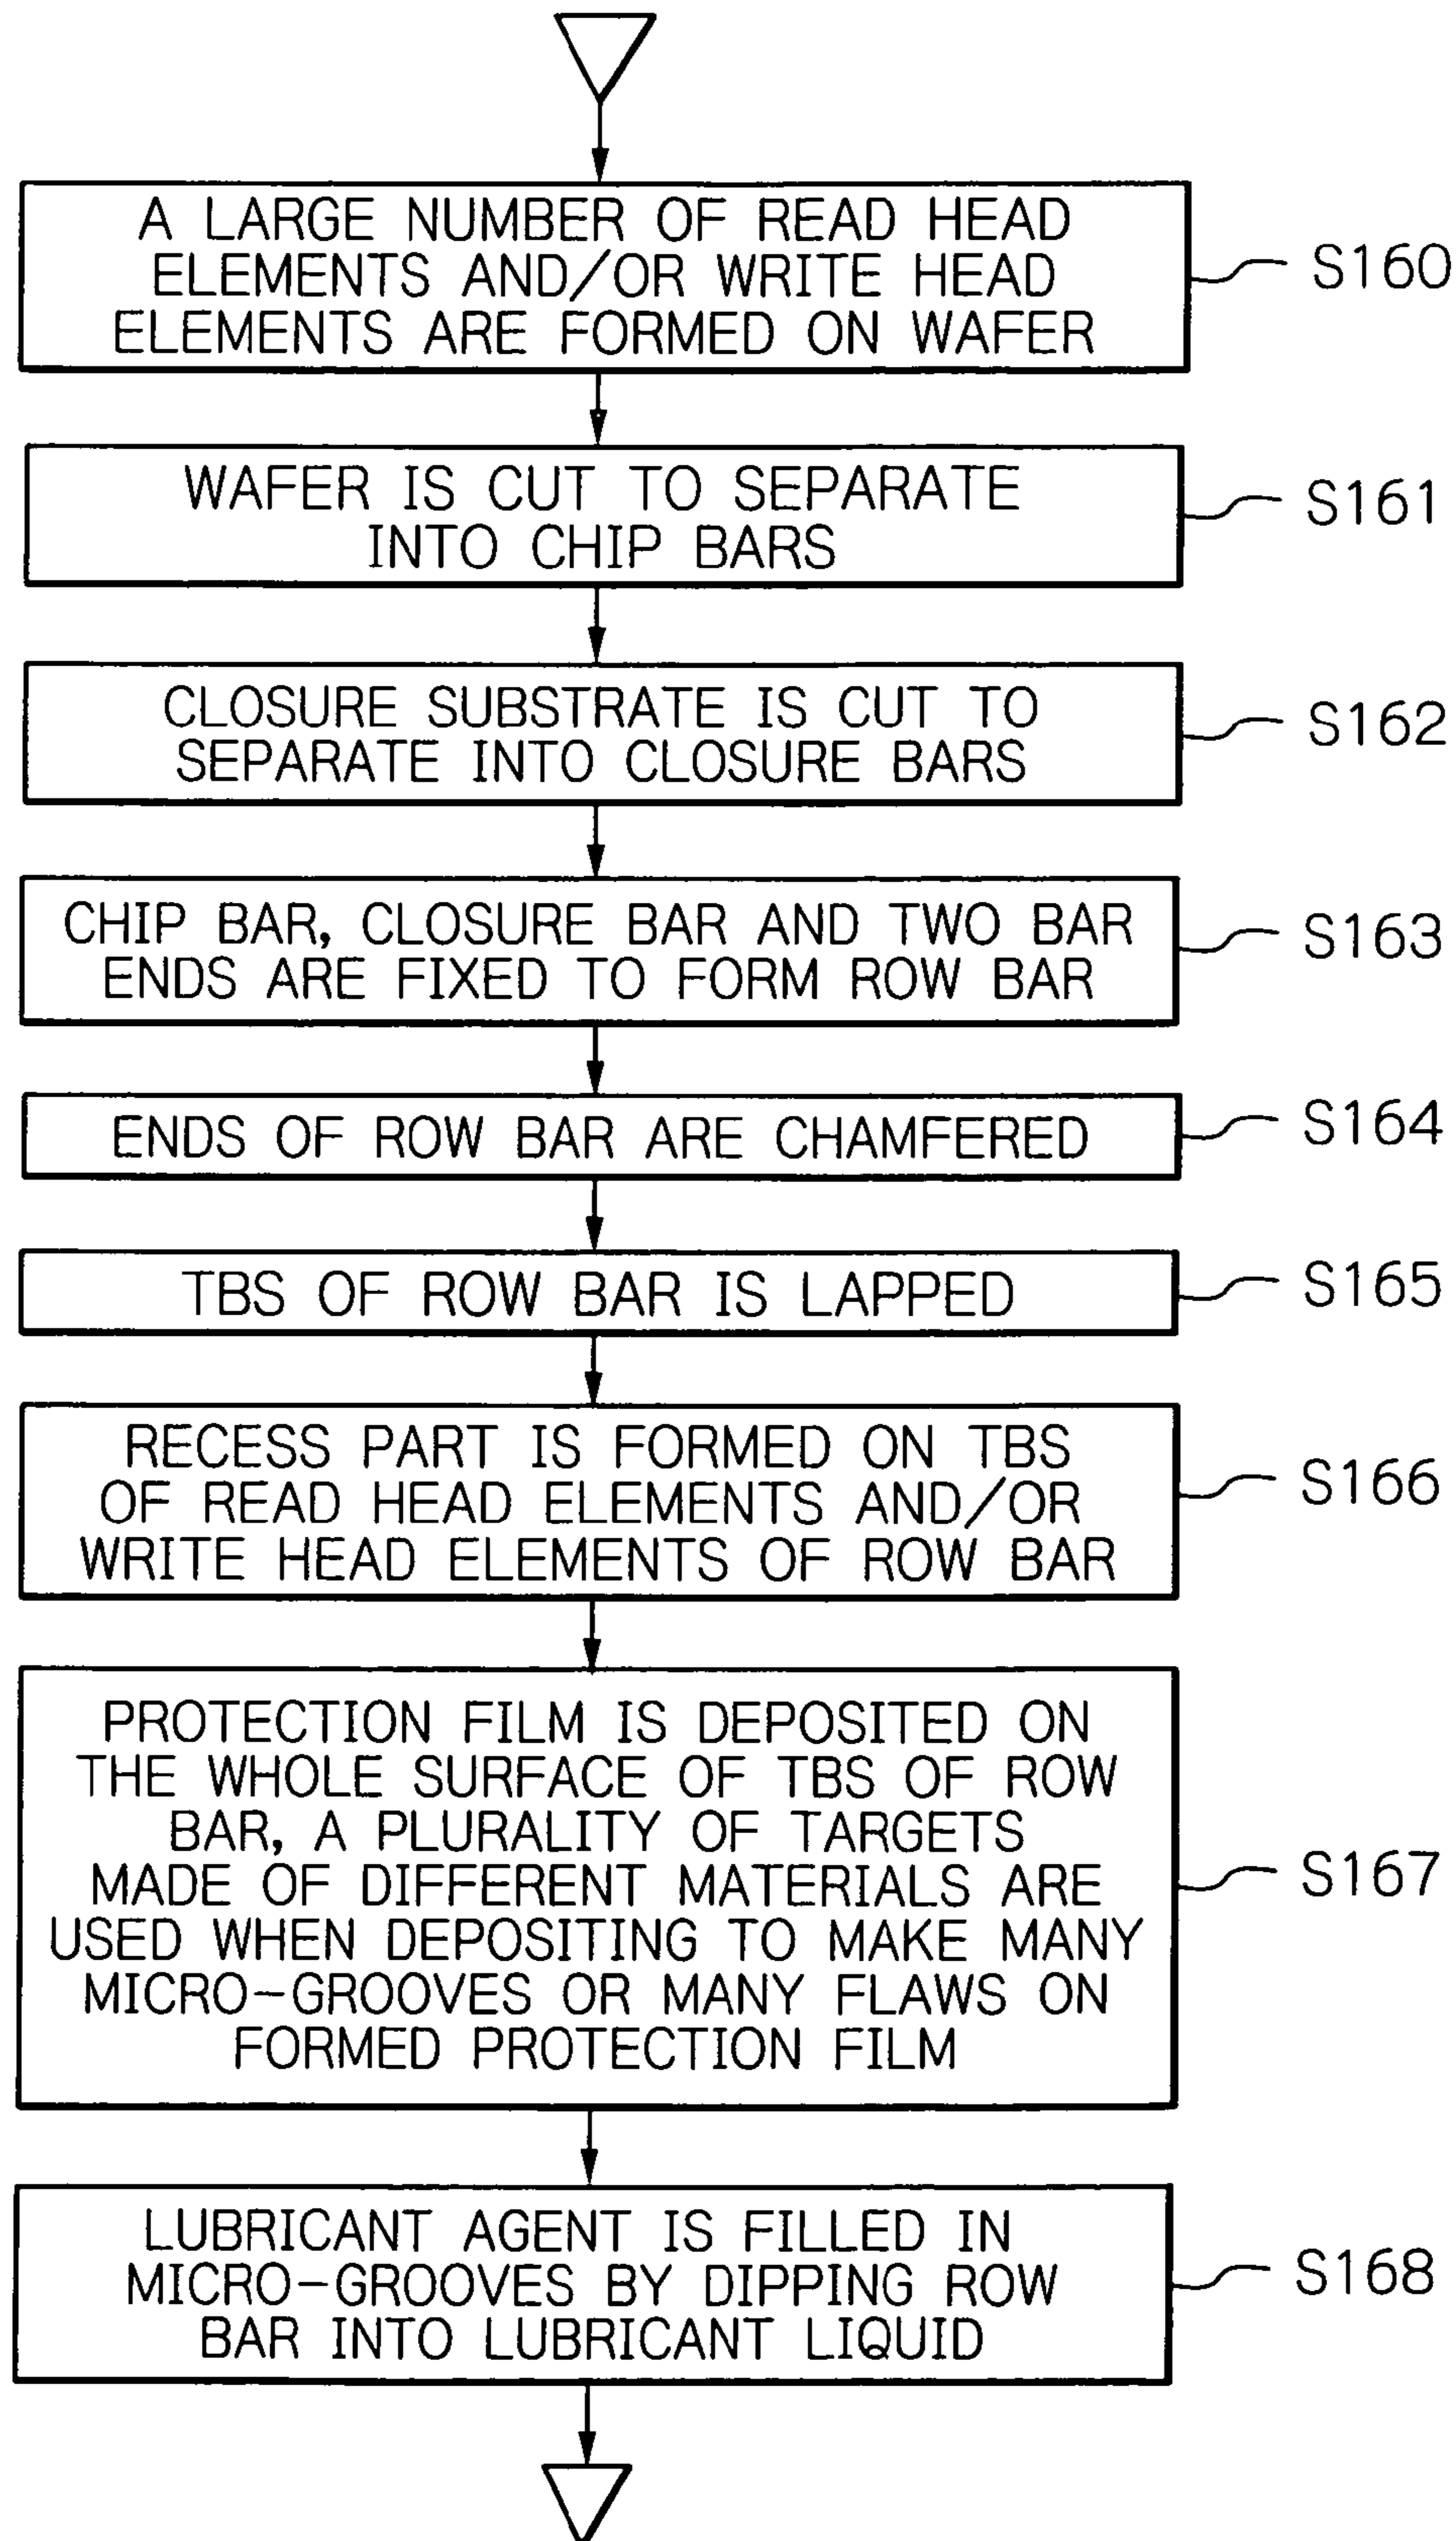 A LARGE NUMBER OF READ HEAD
ELEMENTS AND/OR WRITE HEAD
ELEMENTS ARE FORMED ON WAFER
S160
WAFER IS CUT TO SEPARATE
INTO CHIP BARS
S161
CLOSURE SUBSTRATE IS CUT TO
SEPARATE INTO CLOSURE BARS
S162
CHIP BAR, CLOSURE BAR AND TWO BAR
ENDS ARE FIXED TO FORM ROW BAR
S163
ENDS OF ROW BAR ARE CHAMFERED
S164
TBS OF ROW BAR IS LAPPED
S165
RECESS PART IS FORMED ON TBS
OF READ HEAD ELEMENTS AND/OR
WRITE HEAD ELEMENTS OF ROW BAR
S166
PROTECTION FILM IS DEPOSITED ON
THE WHOLE SURFACE OF TBS OF ROW
BAR, A PLURALITY OF TARGETS
MADE OF DIFFERENT MATERIALS ARE
USED WHEN DEPOSITING TO MAKE MANY
MICRO-GROOVES OR MANY FLAWS ON
FORMED PROTECTION FILM
S167
LUBRICANT AGENT IS FILLED IN
MICRO-GROOVES BY DIPPING ROW
BAR INTO LUBRICANT LIQUID
S168